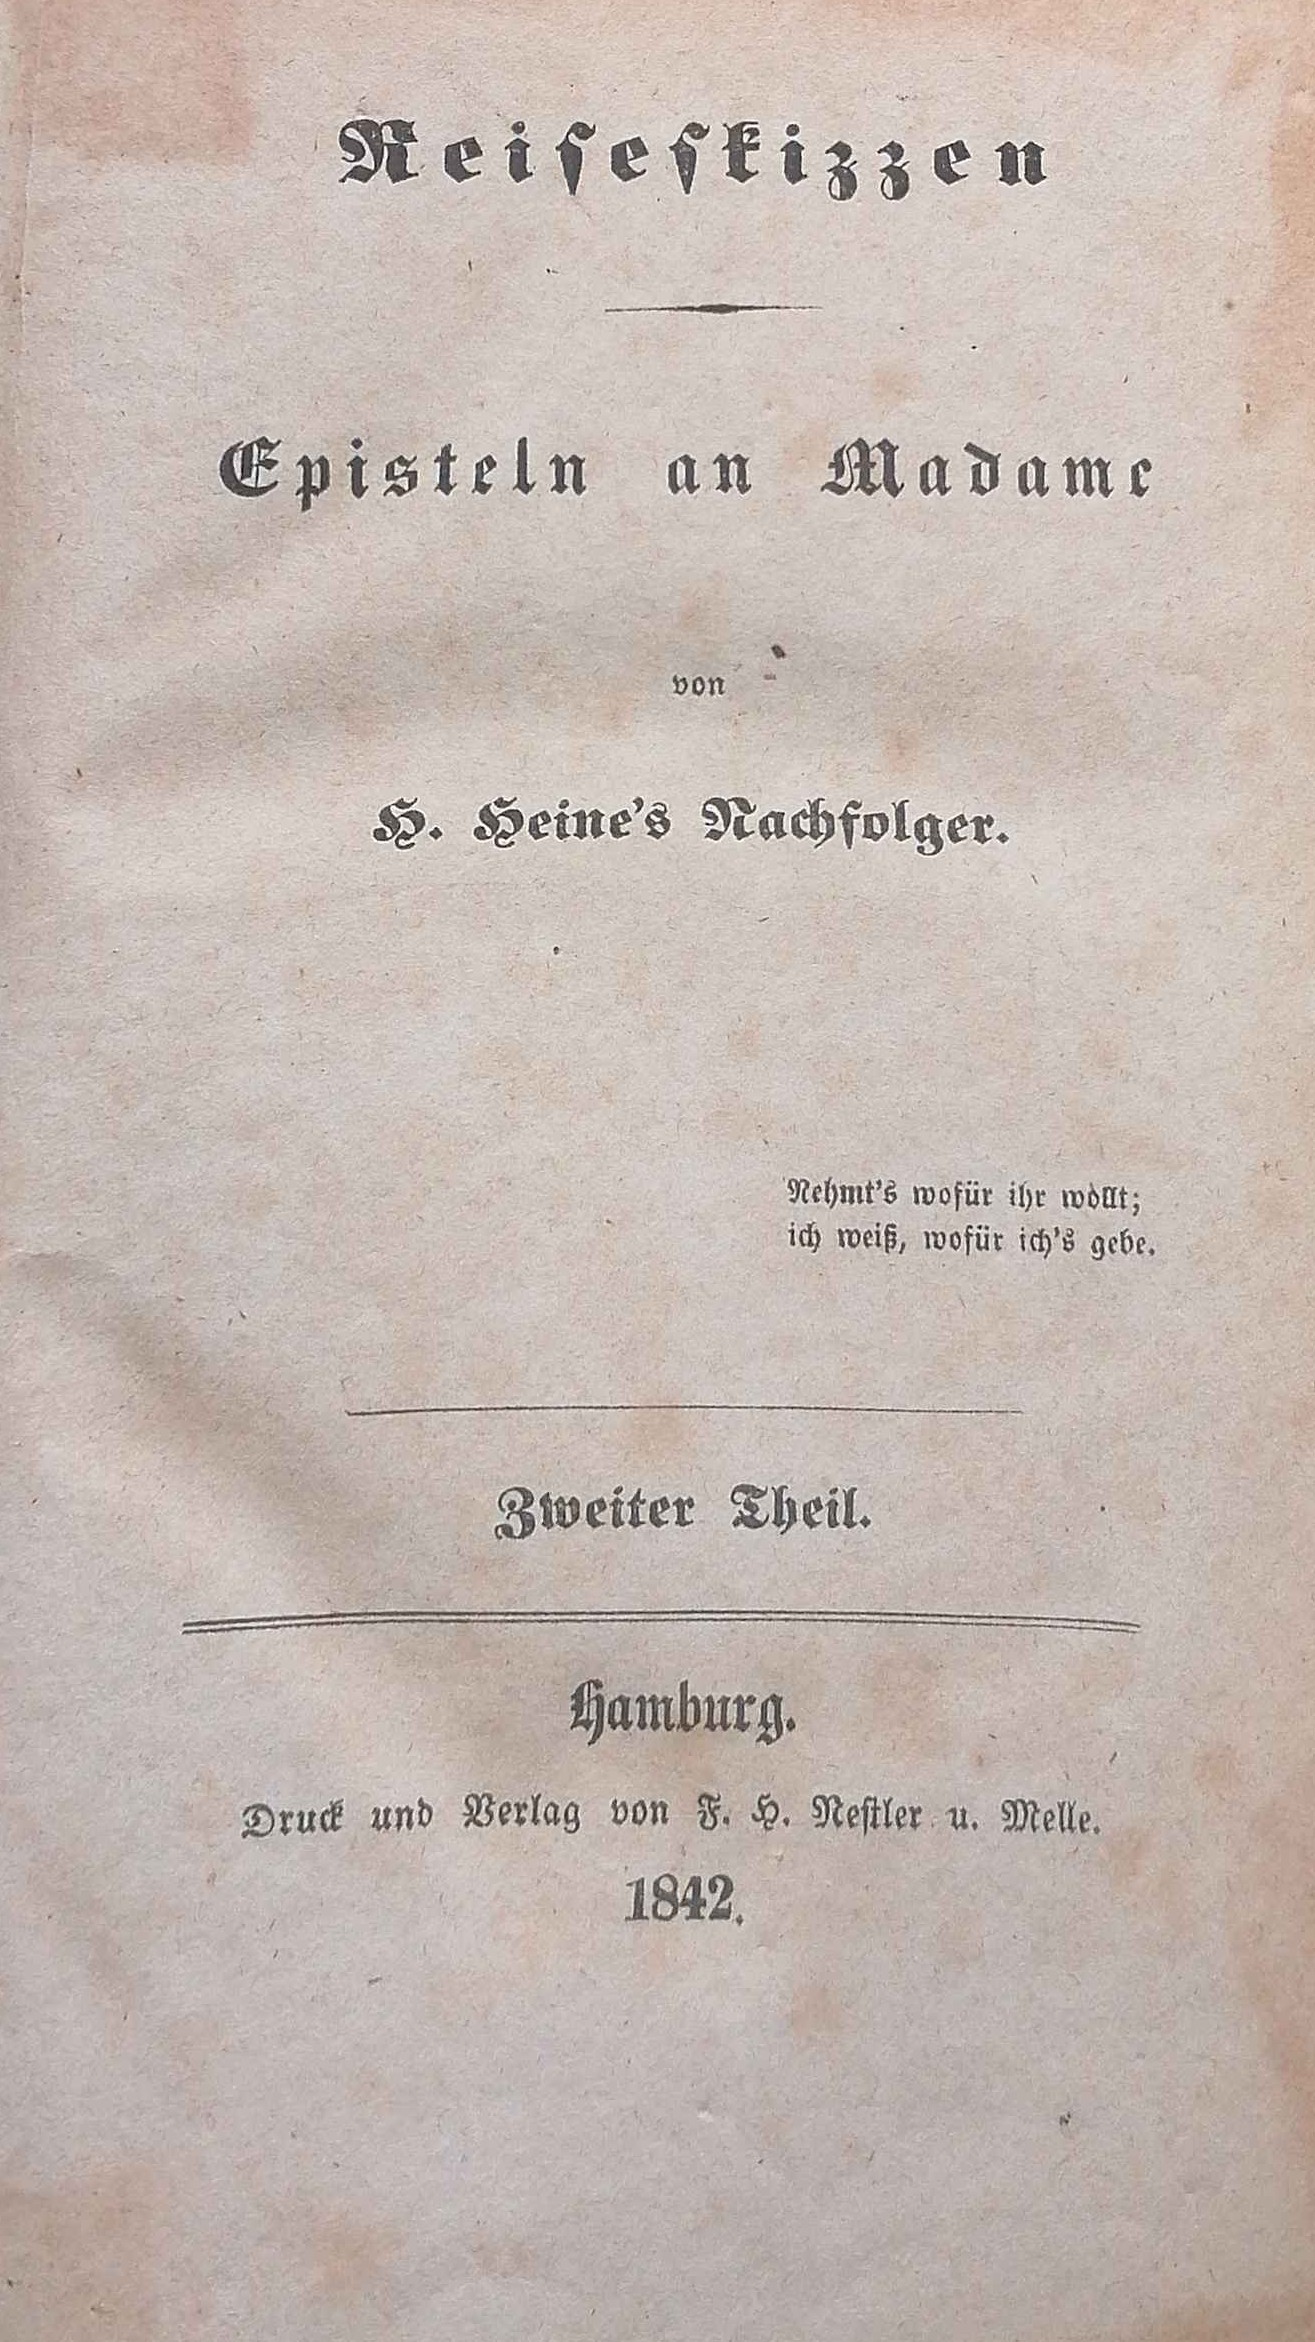 Reiseskizzen
Episteln an Madame
von
H. Heine's Nachfolger.
Nehmt's wofür ihr wollt;
ich weiß, wofür ich's gebe.
Zweiter Theil.
Hamburg.
Druck und Verlag von F. H. Nestler u. Melle.
1842.